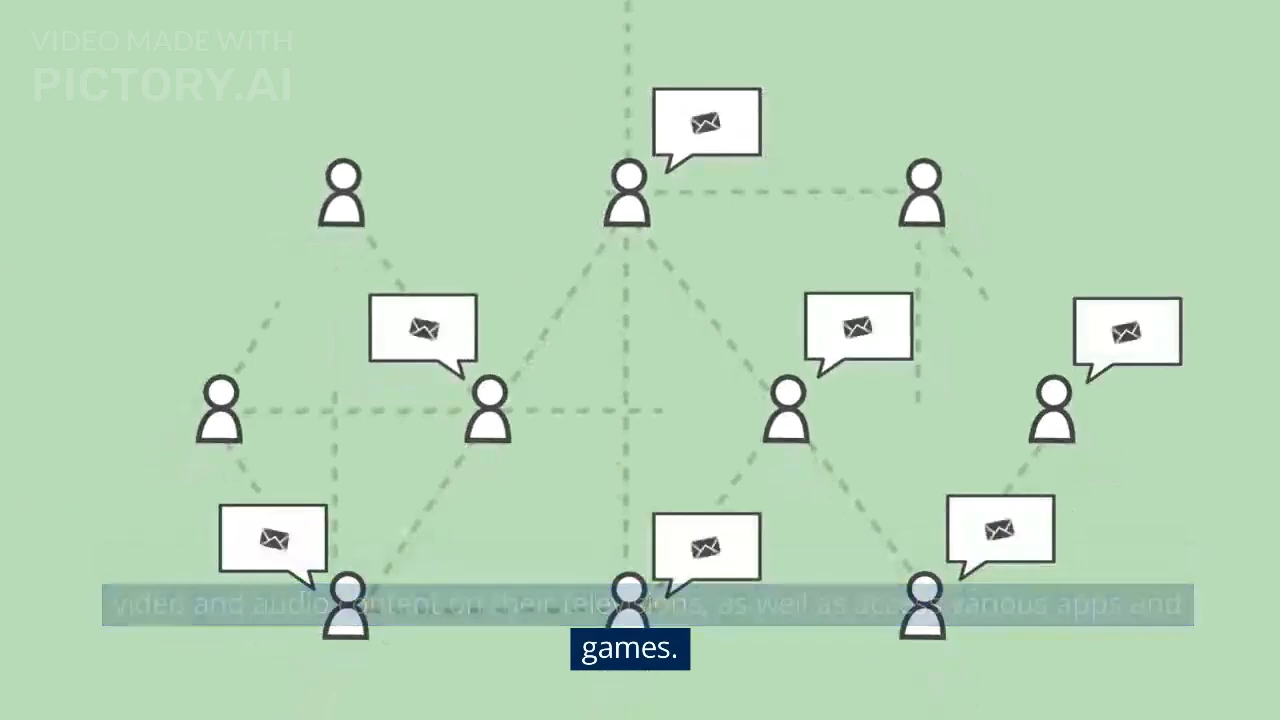 VIDEO MADE WITH
PICTORY.AI
video and audio content on their televisions, as well as across various apps and
games.